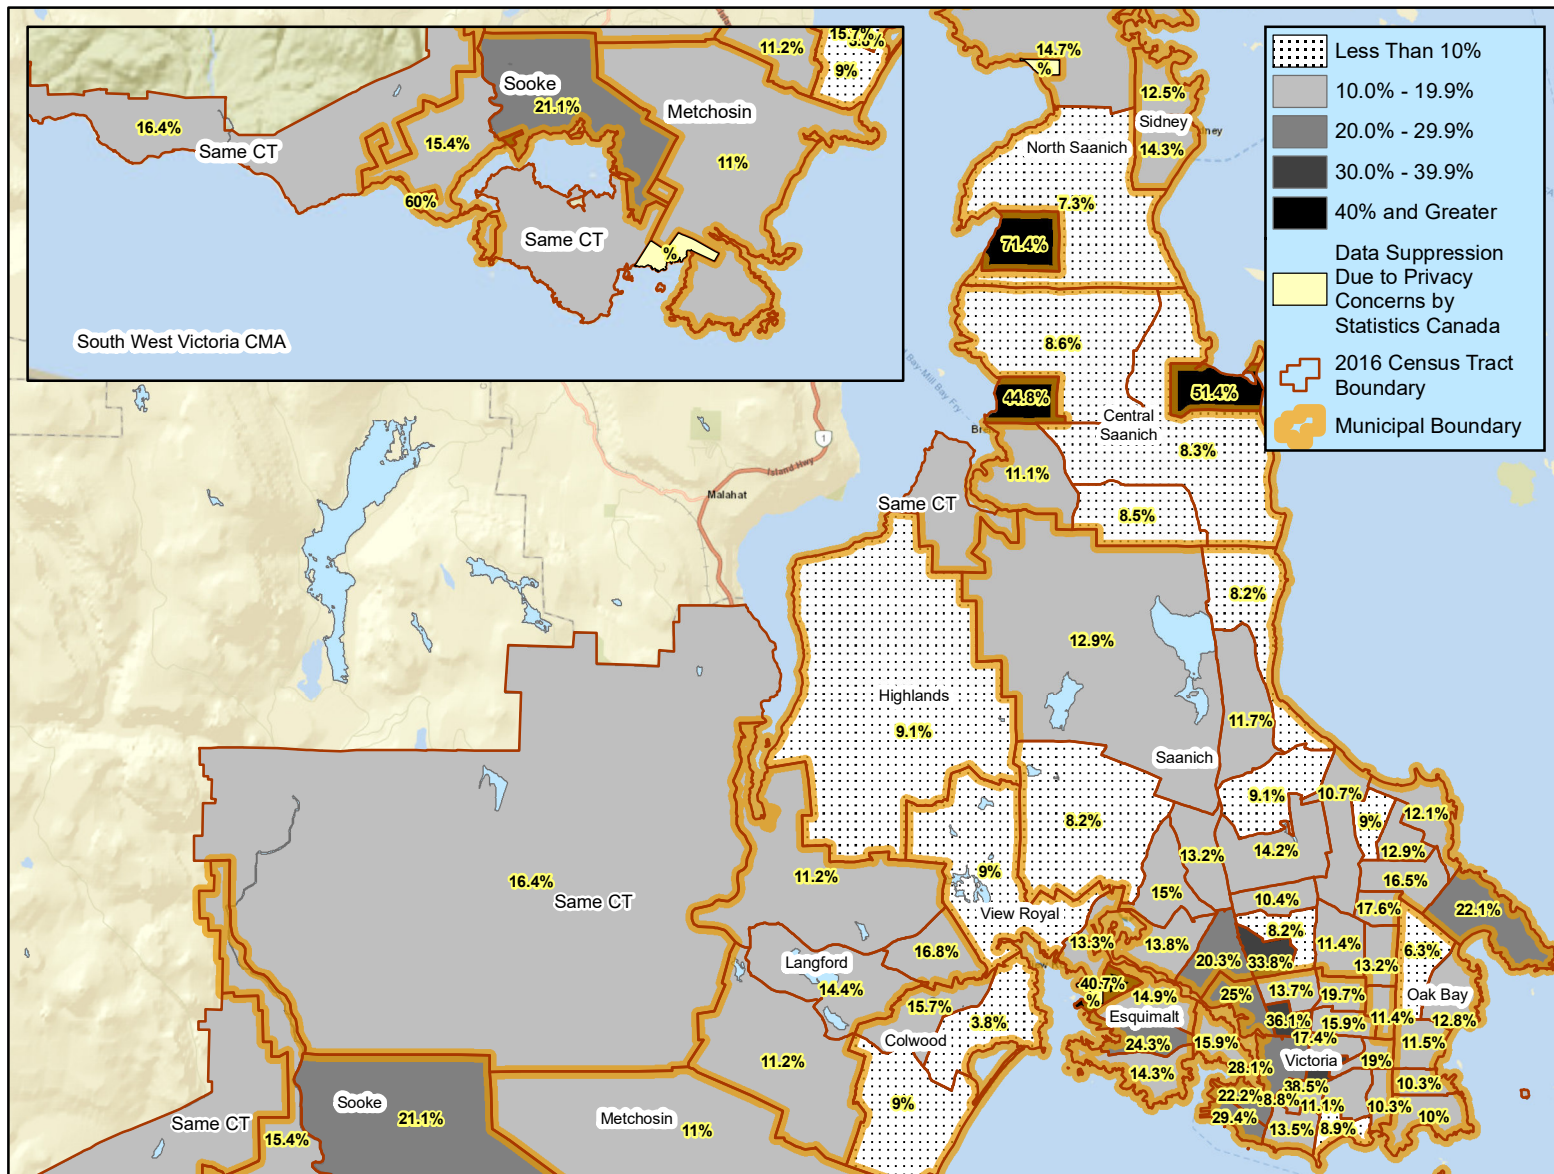 11.2%
15.7%
9%
Sooke
21.1%
Metchosin
16.4%
Same CT
15.4%
11%
60%
Same CT
%
South West Victoria CMA
14.7%
%
12.5%
Sidney
14.3%
North Saanich
7.3%
71.4%
8.6%
44.8%
51.4%
Central
Saanich
8.3%
11.1%
8.5%
Less Than 10%
10.0% - 19.9%
20.0% - 29.9%
30.0% - 39.9%
40% and Greater
Data Suppression
Due to Privacy
Concerns by
Statistics Canada
2016 Census Tract
Boundary
Municipal Boundary
1
Island Hwy
Malahat
Same CT
8.2%
12.9%
Highlands
9.1%
11.7%
Saanich
9.1%
10.7%
8.2%
9%
12.1%
13.2%
14.2%
12.9%
16.4%
Same CT
11.2%
9%
15%
10.4%
16.5%
17.6%
22.1%
View Royal
13.3%
13.8%
8.2%
11.4%
6.3%
Langford
16.8%
20.3%
33.8%
13.2%
14.4%
40.7%
%
14.9%
25%
13.7%
19.7%
Oak Bay
15.7%
3.8%
Esquimalt
36.1%
15.9%
11.4%
12.8%
Colwood
24.3%
15.9%
17.4%
11.5%
11.2%
14.3%
28.1%
Victoria
19%
38.5%
10.3%
22.2%
8.8%
11.1%
10.3%
10%
9%
29.4%
13.5%
8.9%
Same CT
15.4%
Sooke
21.1%
Metchosin
11%